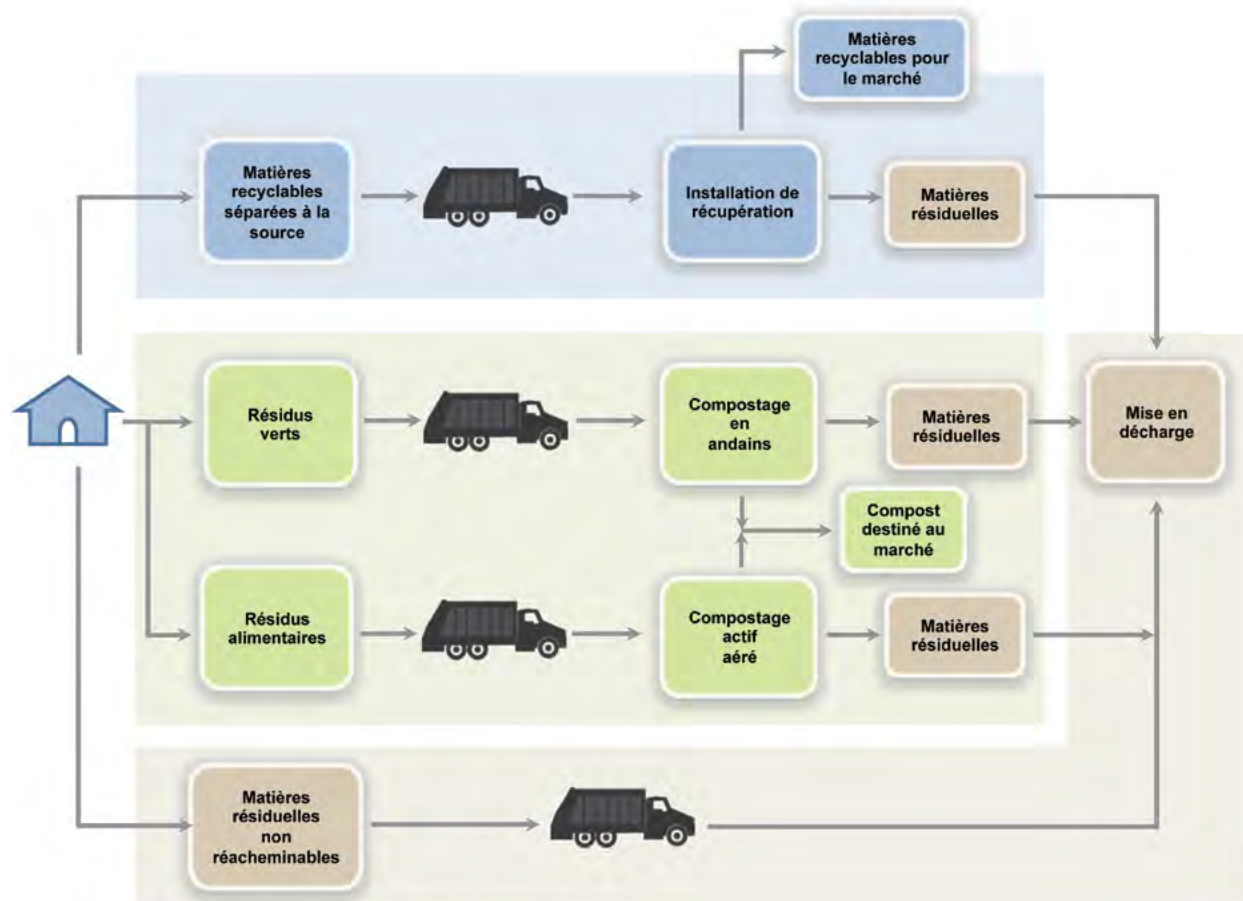 Matières
recyclables pour
le marché
Matières
recyclables
séparées à la
source
Installation de
récupération
Matières
résiduelles
Résidus
verts
Compostage
en
andains
Matières
résiduelles
Mise en
décharge
Compost
destiné au
marché
Résidus
alimentaires
Compostage
actif
aéré
Matières
résiduelles
Matières
résiduelles
non
réacheminables